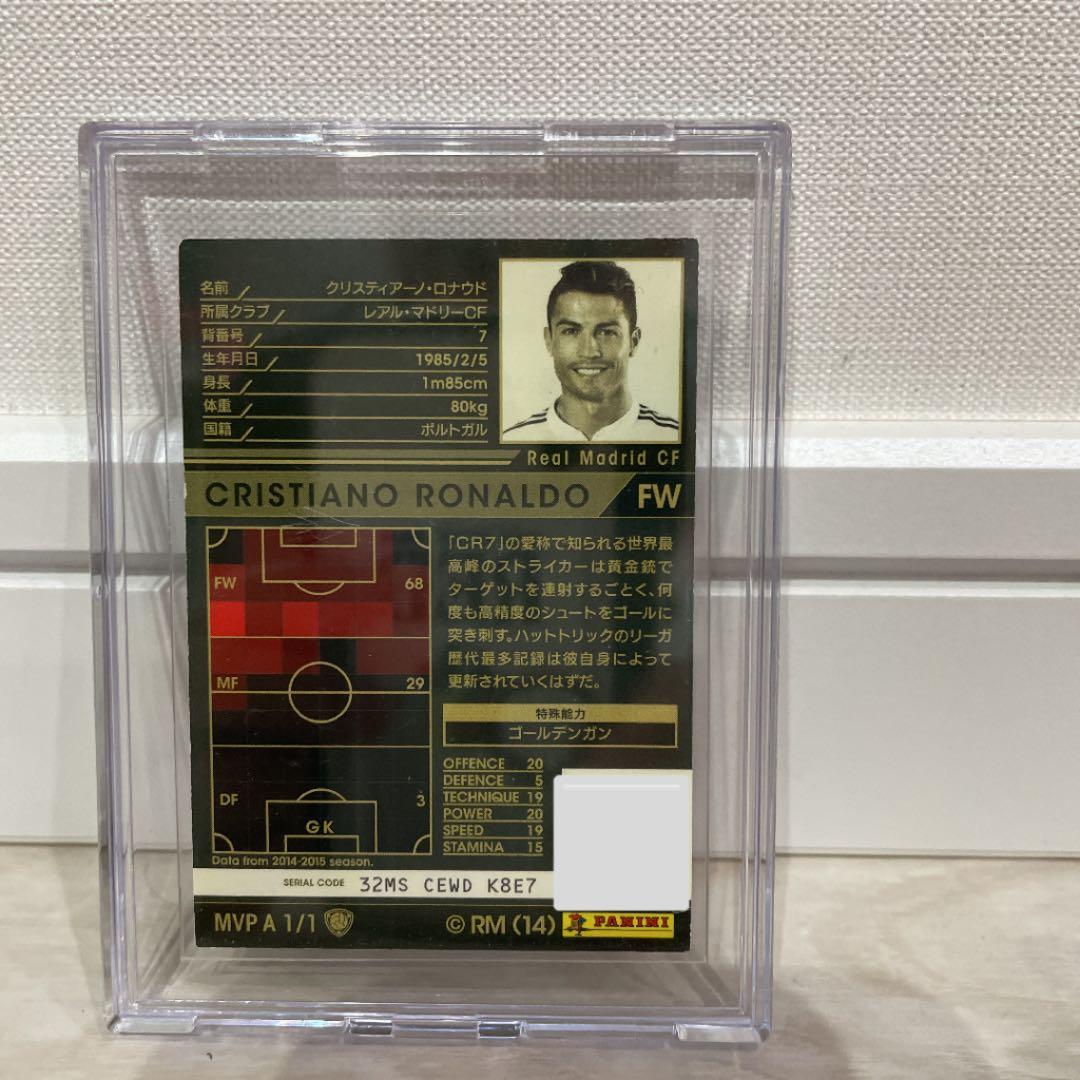 名前 クリスティアーノ・ロナウド
所属クラブ レアル・マドリーCF
背番号 7
生年月日 1985/2/5
身長 1m85cm
体重 80kg
国籍 ポルトガル
Real Madrid CF
CRISTIANO RONALDO FW
「CR7」の愛称で知られる世界最
高峰のストライカーは黄金銃で
ターゲットを連射するごとく、何
度も高精度のシュートをゴールに
突き刺す。ハットトリックのリーガ
歴代最多記録は彼自身によって
更新されていくはずだ。
FW 68
MF 29
DF 3
GK
Data from 2014-2015 season.
特殊能力
ゴールデンガン
OFFENCE 20
DEFENCE 5
TECHNIQUE 19
POWER 20
SPEED 19
STAMINA 15
SERIAL CODE 32MS CEWD K8E7
MVP A 1/1 © RM (14) PANINI